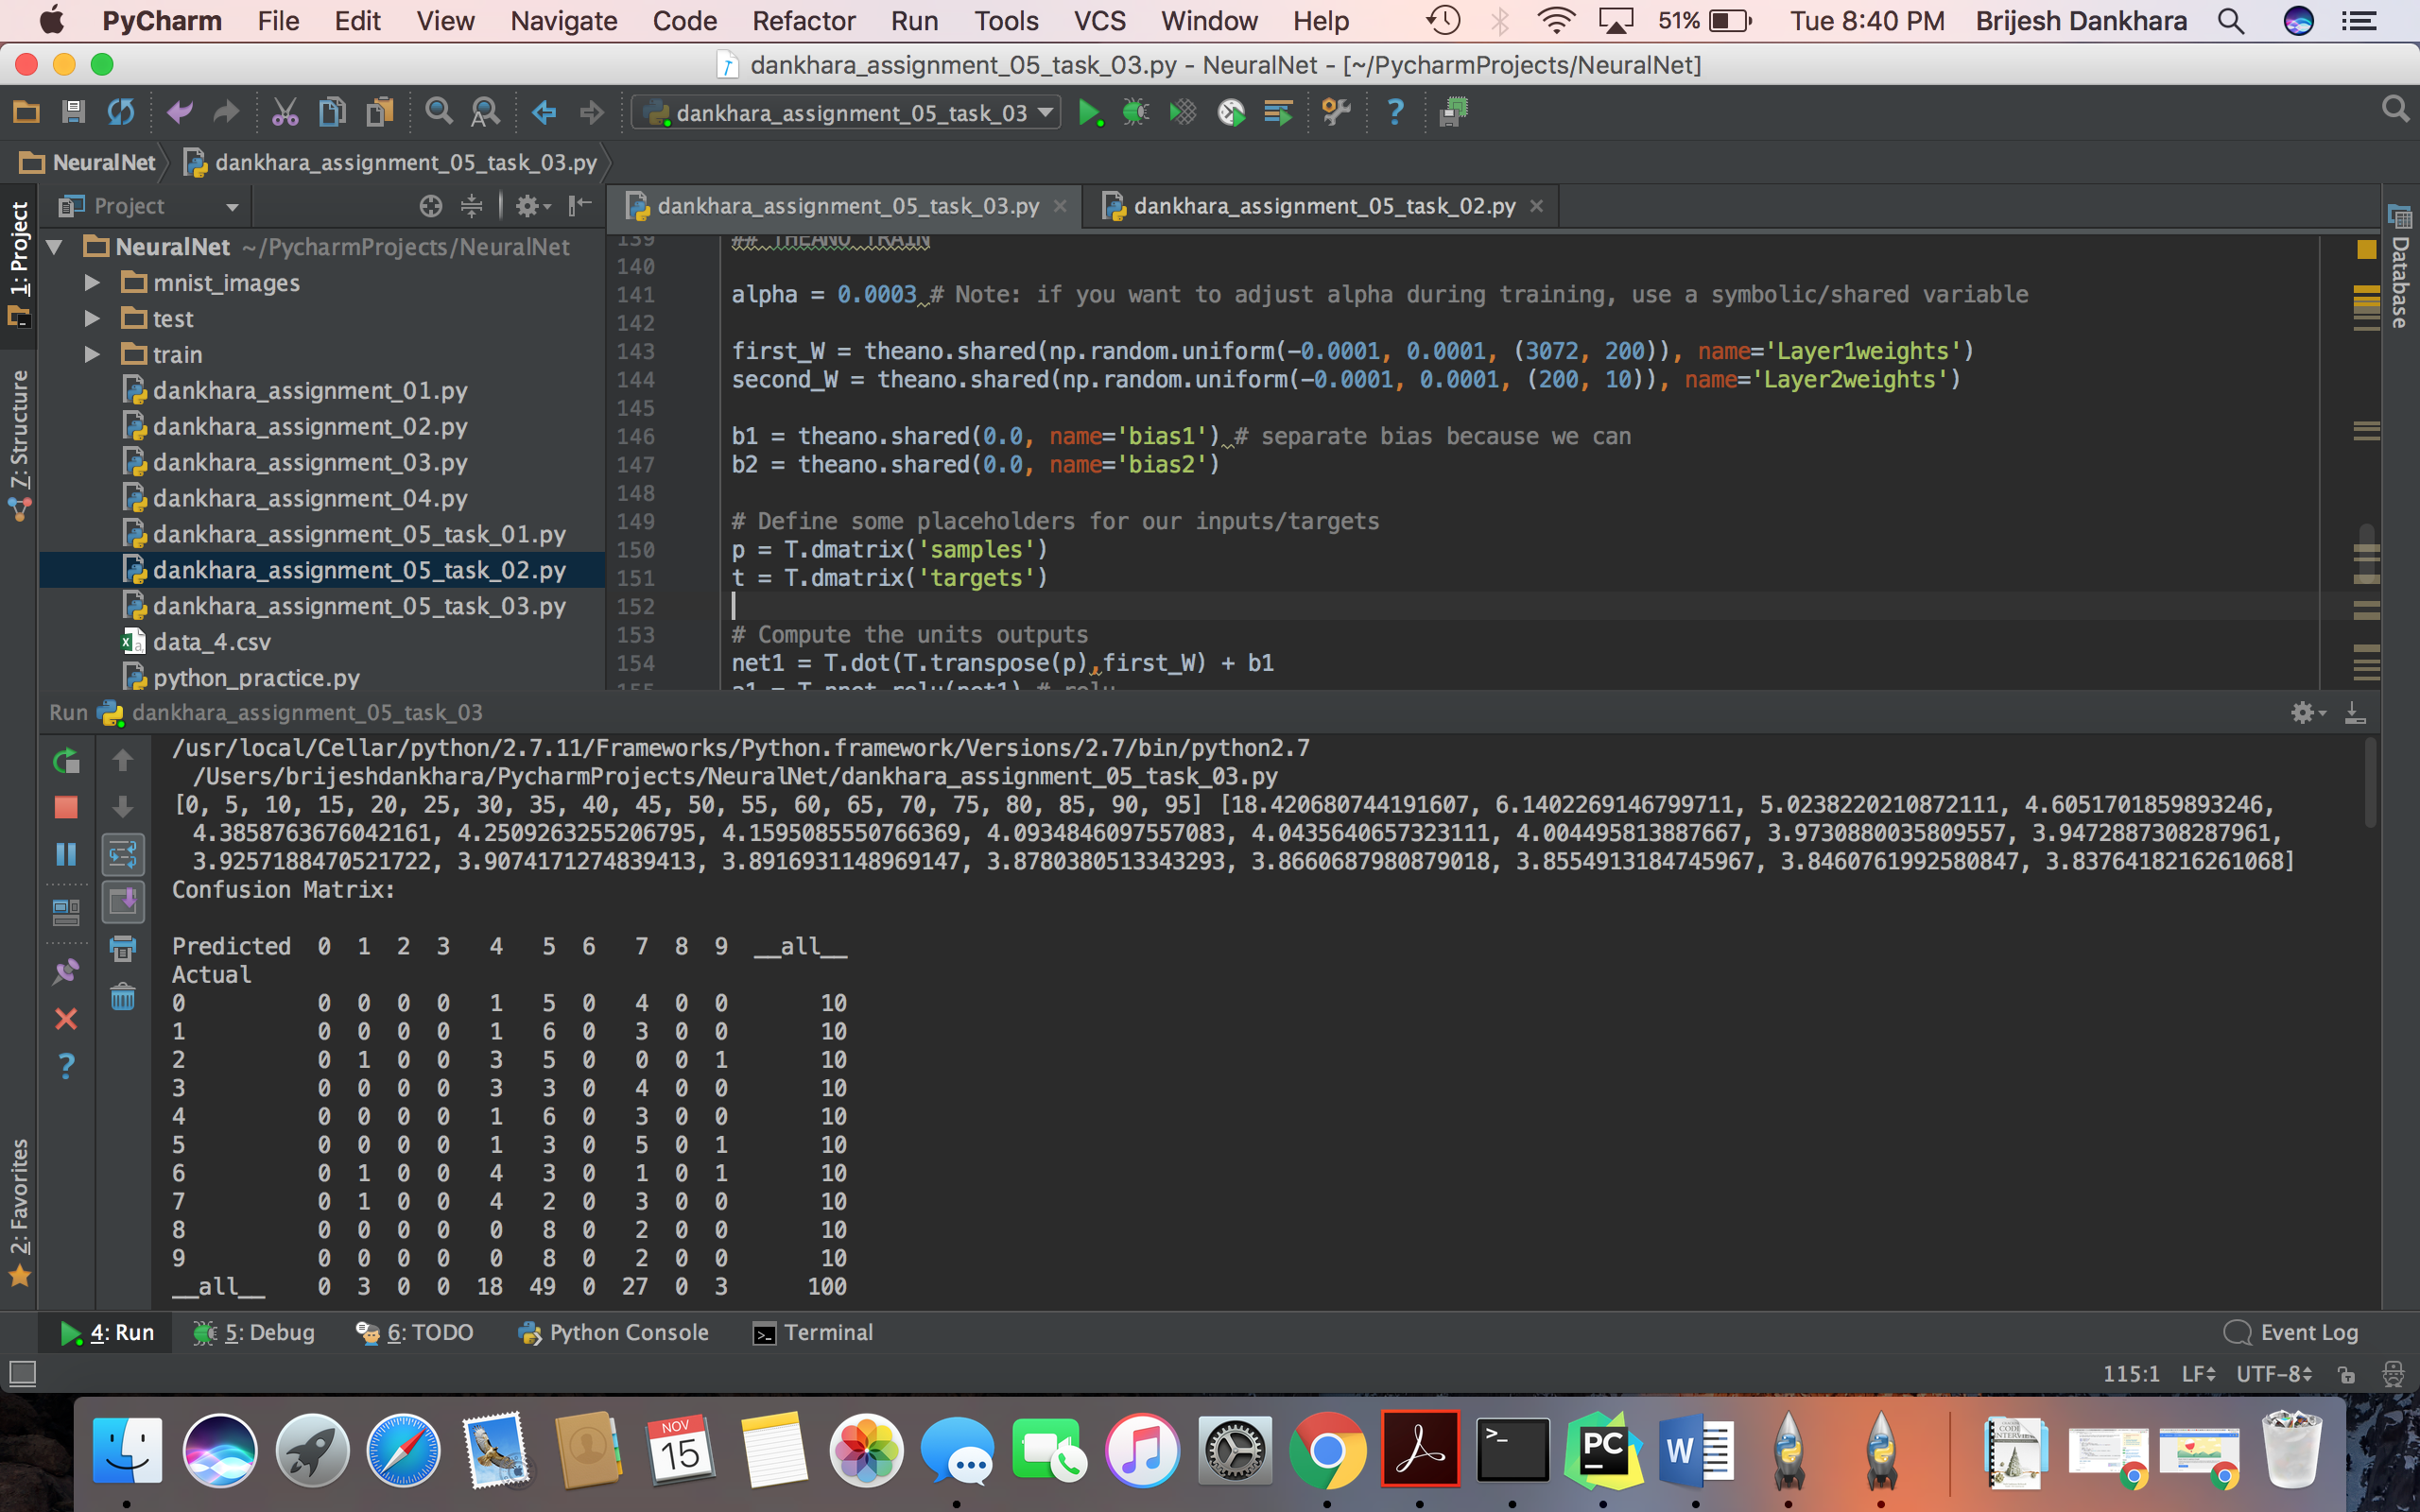 PyCharm File Edit View Navigate Code Refactor Run Tools VCS Window Help 51% Tue 8:40 PM Brijesh Dankhara
dankhara_assignment_05_task_03.py - NeuralNet - [~/PycharmProjects/NeuralNet]
dankhara_assignment_05_task_03
NeuralNet dankhara_assignment_05_task_03.py
Project
dankhara_assignment_05_task_03.py dankhara_assignment_05_task_02.py
1: Project
7: Structure
2: Favorites
Database
NeuralNet ~/PycharmProjects/NeuralNet
mnist_images
test
train
dankhara_assignment_01.py
dankhara_assignment_02.py
dankhara_assignment_03.py
dankhara_assignment_04.py
dankhara_assignment_05_task_01.py
dankhara_assignment_05_task_02.py
dankhara_assignment_05_task_03.py
data_4.csv
python_practice.py
139 ## THEANO TRAIN
140
141 alpha = 0.0003 # Note: if you want to adjust alpha during training, use a symbolic/shared variable
142
143 first_W = theano.shared(np.random.uniform(-0.0001, 0.0001, (3072, 200)), name='Layer1weights')
144 second_W = theano.shared(np.random.uniform(-0.0001, 0.0001, (200, 10)), name='Layer2weights')
145
146 b1 = theano.shared(0.0, name='bias1') # separate bias because we can
147 b2 = theano.shared(0.0, name='bias2')
148
149 # Define some placeholders for our inputs/targets
150 p = T.dmatrix('samples')
151 t = T.dmatrix('targets')
152
153 # Compute the units outputs
154 net1 = T.dot(T.transpose(p),first_W) + b1
155 a1 = T.nnet.relu(net1) # relu
Run dankhara_assignment_05_task_03
/usr/local/Cellar/python/2.7.11/Frameworks/Python.framework/Versions/2.7/bin/python2.7
/Users/brijeshdankhara/PycharmProjects/NeuralNet/dankhara_assignment_05_task_03.py
[0, 5, 10, 15, 20, 25, 30, 35, 40, 45, 50, 55, 60, 65, 70, 75, 80, 85, 90, 95] [18.420680744191607, 6.1402269146799711, 5.0238220210872111, 4.6051701859893246,
4.3858763676042161, 4.2509263255206795, 4.1595085550766369, 4.0934846097557083, 4.0435640657323111, 4.004495813887667, 3.9730880035809557, 3.9472887308287961,
3.9257188470521722, 3.9074171274839413, 3.8916931148969147, 3.8780380513343293, 3.8660687980879018, 3.8554913184745967, 3.8460761992580847, 3.8376418216261068]
Confusion Matrix:
Predicted 0 1 2 3 4 5 6 7 8 9 __all__
Actual
0 0 0 0 0 1 5 0 4 0 0 10
1 0 0 0 0 1 6 0 3 0 0 10
2 0 1 0 0 3 5 0 0 0 1 10
3 0 0 0 0 3 3 0 4 0 0 10
4 0 0 0 0 1 6 0 3 0 0 10
5 0 0 0 0 1 3 0 5 0 1 10
6 0 1 0 0 4 3 0 1 0 1 10
7 0 1 0 0 4 2 0 3 0 0 10
8 0 0 0 0 0 8 0 2 0 0 10
9 0 0 0 0 0 8 0 2 0 0 10
__all__ 0 3 0 0 18 49 0 27 0 3 100
4: Run 5: Debug 6: TODO Python Console Terminal Event Log
115:1 LF UTF-8
NOV
15
PC
W